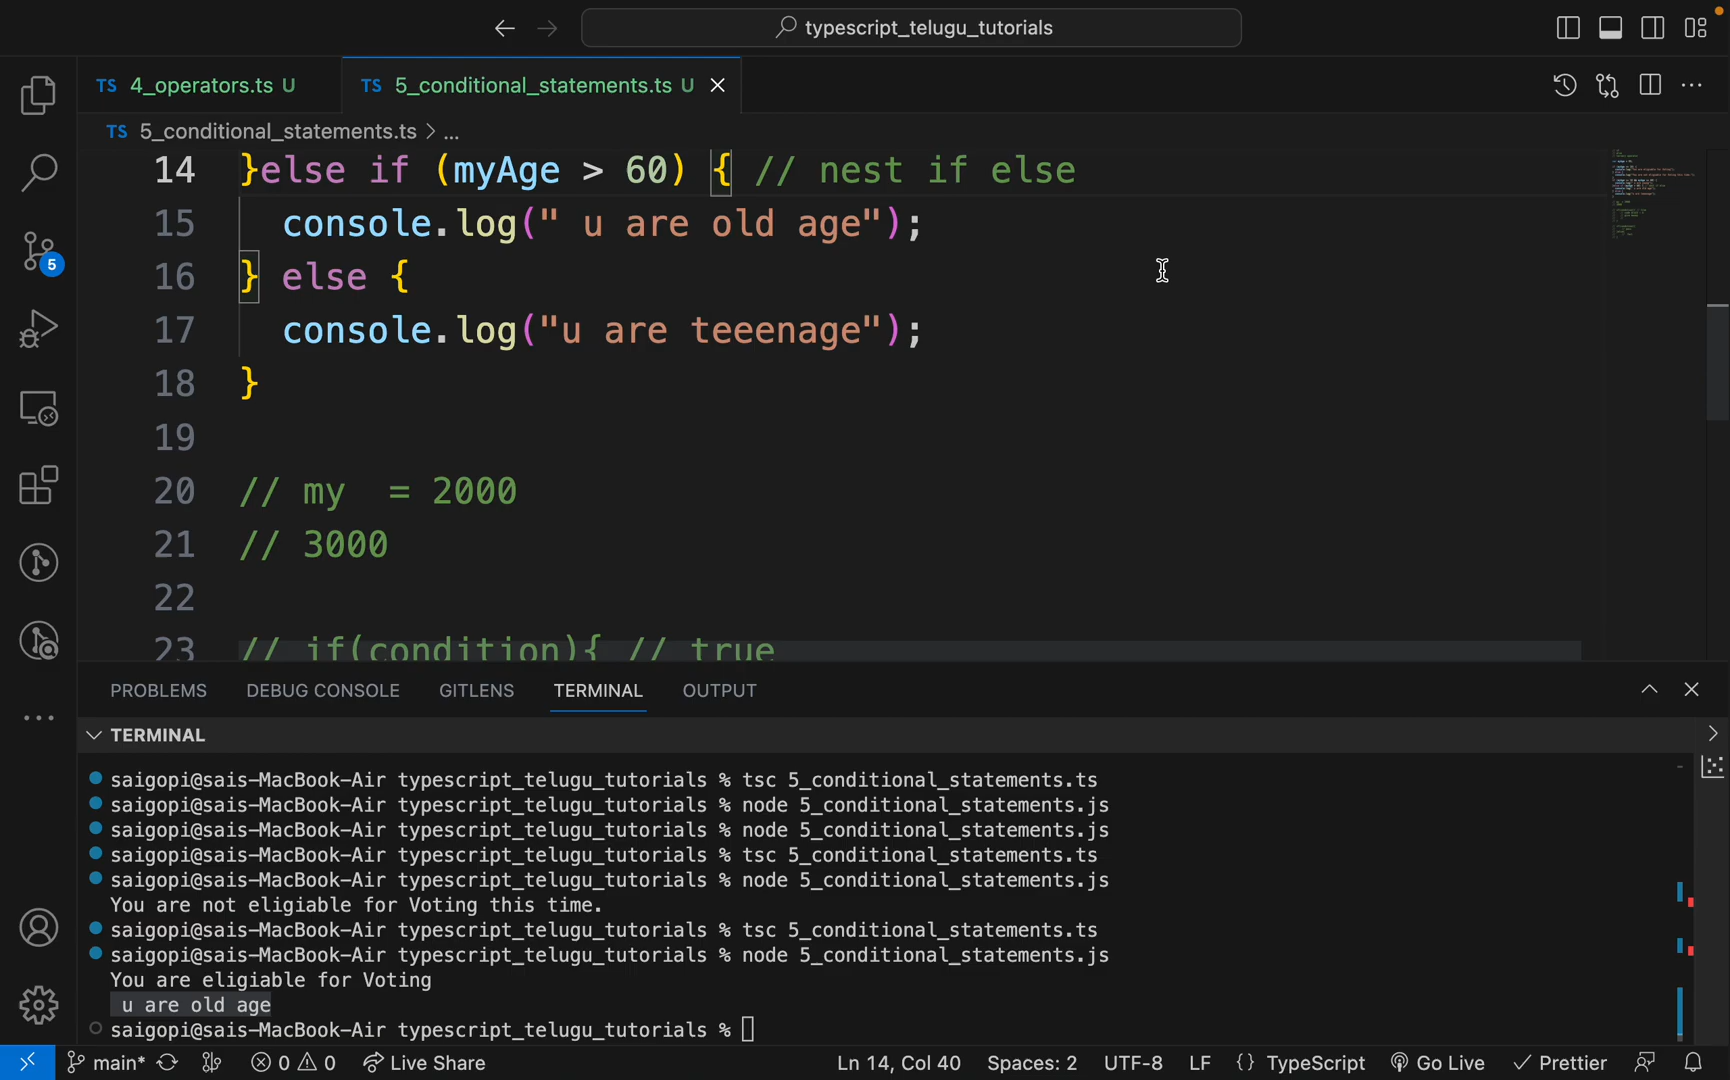 typescript_telugu_tutorials
TS 4_operators.ts U
TS 5_conditional_statements.ts U
TS 5_conditional_statements.ts > ...
14 }else if (myAge > 60) { // nest if else
15 console.log(" u are old age");
16 } else {
17 console.log("u are teeenage");
18 }
19
20 // my  = 2000
21 // 3000
22
23 // if(condition){ // true
5
PROBLEMS DEBUG CONSOLE GITLENS TERMINAL OUTPUT
TERMINAL
saigopi@sais-MacBook-Air typescript_telugu_tutorials % tsc 5_conditional_statements.ts
saigopi@sais-MacBook-Air typescript_telugu_tutorials % node 5_conditional_statements.js
saigopi@sais-MacBook-Air typescript_telugu_tutorials % node 5_conditional_statements.js
saigopi@sais-MacBook-Air typescript_telugu_tutorials % tsc 5_conditional_statements.ts
saigopi@sais-MacBook-Air typescript_telugu_tutorials % node 5_conditional_statements.js
You are not eligiable for Voting this time.
saigopi@sais-MacBook-Air typescript_telugu_tutorials % tsc 5_conditional_statements.ts
saigopi@sais-MacBook-Air typescript_telugu_tutorials % node 5_conditional_statements.js
You are eligiable for Voting
u are old age
saigopi@sais-MacBook-Air typescript_telugu_tutorials %
main* 0 0 Live Share Ln 14, Col 40 Spaces: 2 UTF-8 LF {} TypeScript Go Live Prettier